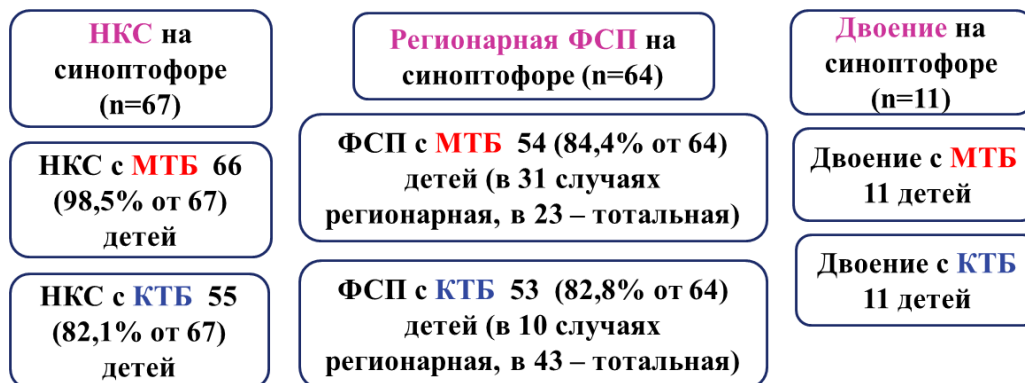 НКС на
синоптофоре
(n=67)
НКС с МТБ 66
(98,5% от 67)
детей
НКС с КТБ 55
(82,1% от 67)
детей
Регионарная ФСП на
синоптофоре (n=64)
ФСП с МТБ 54 (84,4% от 64)
детей (в 31 случаях
регионарная, в 23 – тотальная)
ФСП с КТБ 53 (82,8% от 64)
детей (в 10 случаях
регионарная, в 43 – тотальная)
Двоение на
синоптофоре
(n=11)
Двоение с МТБ
11 детей
Двоение с КТБ
11 детей